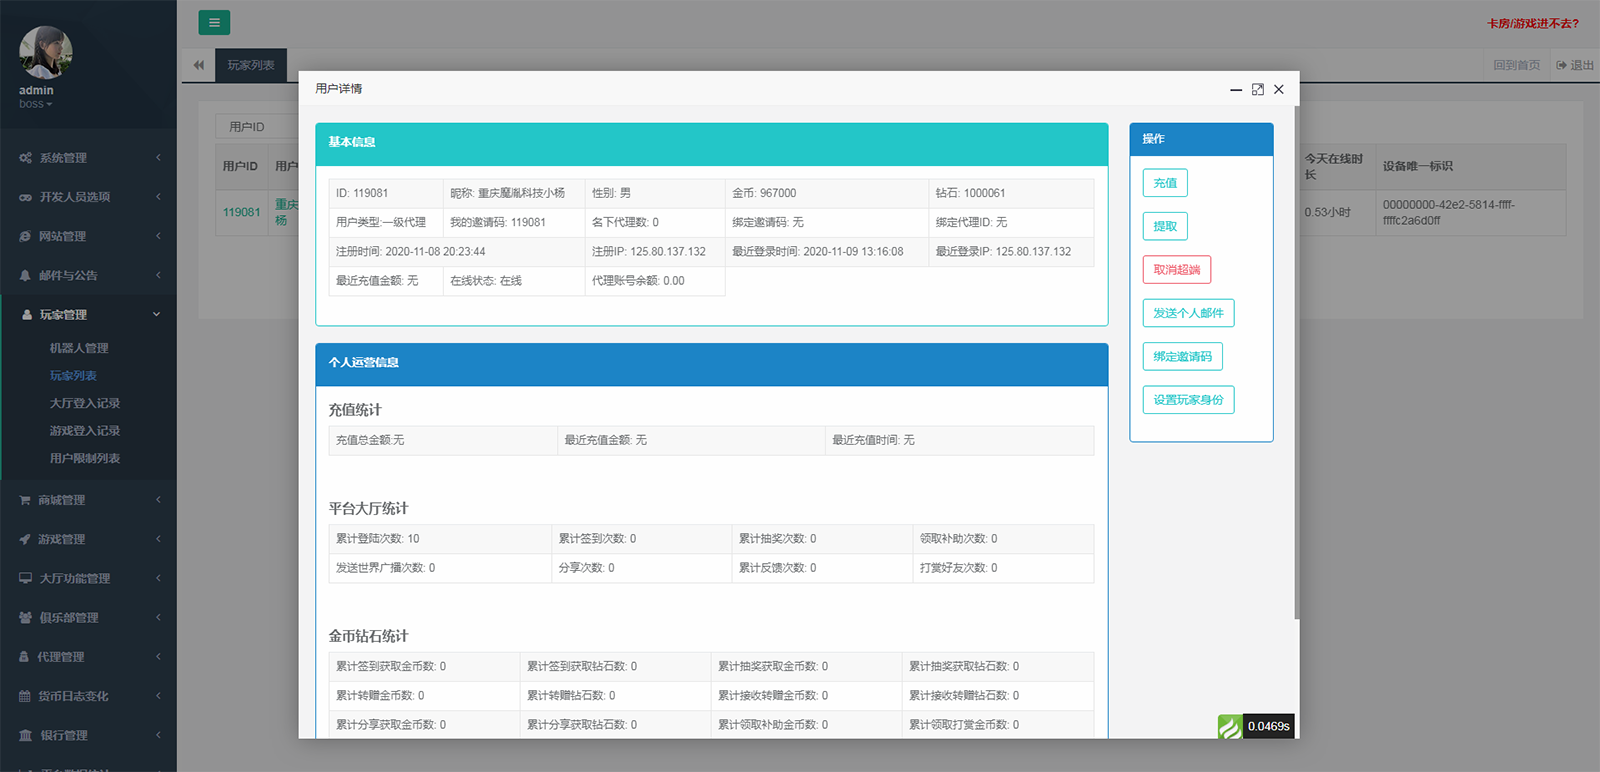 admin
boss
系统管理
开发人员选项
网站管理
邮件与公告
玩家管理
机器人管理
玩家列表
大厅登入记录
游戏登入记录
用户限制列表
商城管理
游戏管理
大厅功能管理
俱乐部管理
代理管理
货币日志变化
银行管理
卡房/游戏进不去?
玩家列表
回到首页
退出
用户ID
用户ID
用户
119081
重庆
杨
今天在线时
长
设备唯一标识
0.53小时
00000000-42e2-5814-ffff-
ffffc2a6d0ff
用户详情
基本信息
ID: 119081 昵称: 重庆魇胤科技小杨 性别: 男 金币: 967000 钻石: 1000061
用户类型:一级代理 我的邀请码: 119081 名下代理数: 0 绑定邀请码: 无 绑定代理ID: 无
注册时间: 2020-11-08 20:23:44 注册IP: 125.80.137.132 最近登录时间: 2020-11-09 13:16:08 最近登录IP: 125.80.137.132
最近充值金额: 无 在线状态: 在线 代理账号余额: 0.00
个人运营信息
充值统计
充值总金额:无 最近充值金额: 无 最近充值时间: 无
平台大厅统计
累计登陆次数: 10 累计签到次数: 0 累计抽奖次数: 0 领取补助次数: 0
发送世界广播次数: 0 分享次数: 0 累计反馈次数: 0 打赏好友次数: 0
金币钻石统计
累计签到获取金币数: 0 累计签到获取钻石数: 0 累计抽奖获取金币数: 0 累计抽奖获取钻石数: 0
累计转赠金币数: 0 累计转赠钻石数: 0 累计接收转赠金币数: 0 累计接收转赠钻石数: 0
累计分享获取金币数: 0 累计分享获取钻石数: 0 累计领取补助金币数: 0 累计领取打赏金币数: 0
操作
充值
提取
取消超端
发送个人邮件
绑定邀请码
设置玩家身份
0.0469s